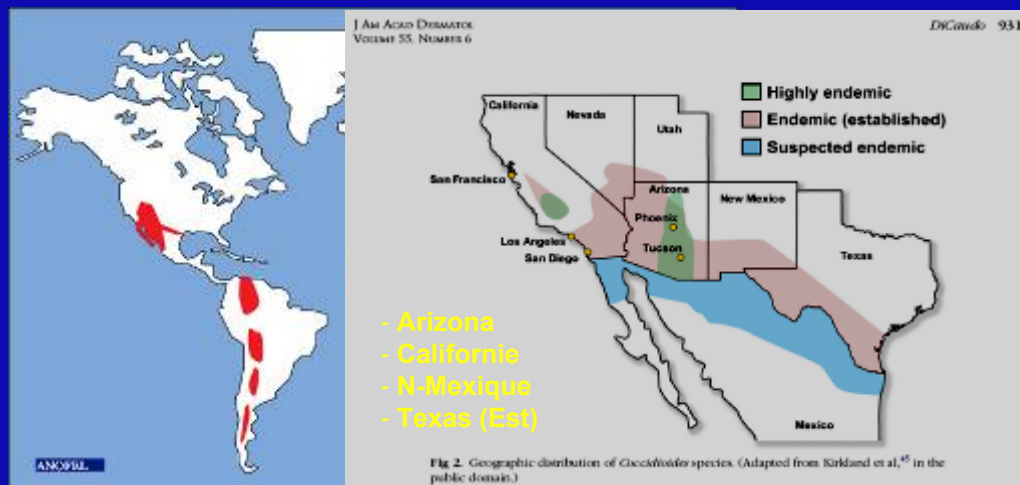 J AM ACAD DERMATOL
VOLUME 55, NUMBER 6
DiCaudo 931
Highly endemic
Endemic (established)
Suspected endemic
California
Nevada
Utah
San Francisco
Arizona
New Mexico
Phoenix
Los Angeles
Tucson
San Diego
Texas
- Arizona
- Californie
- N-Mexique
- Texas (Est)
Mexico
ANOFEL
Fig 2. Geographic distribution of Coccidioides species. (Adapted from Kirkland et al,45 in the
public domain.)